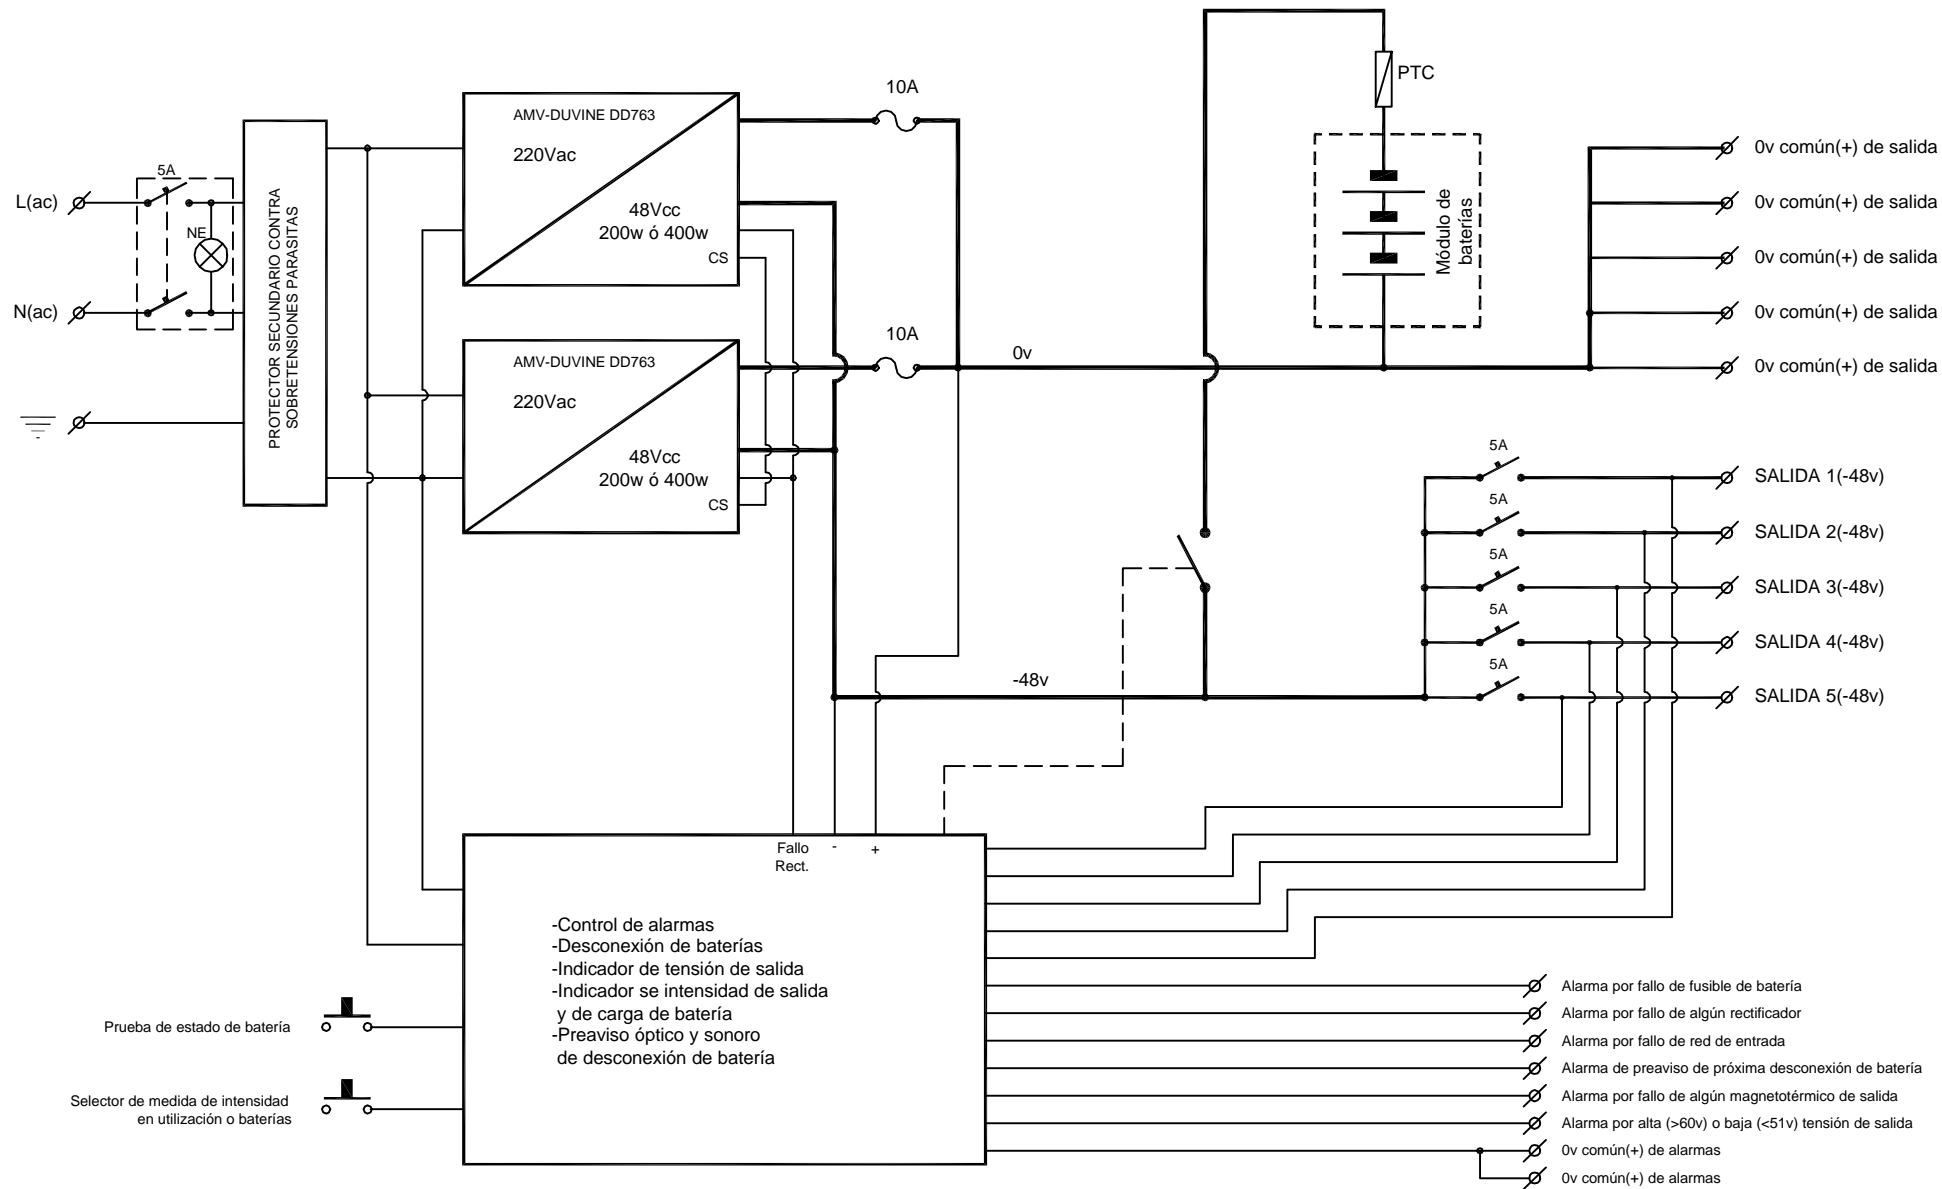 PTC
10A
AMV-DUVINE DD763
220Vac
48Vcc
200w ó 400w
CS
5A
L(ac)
NE
N(ac)
PROTECTOR SECUNDARIO CONTRA
SOBRETENSIONES PARASITAS
Módulo de
baterías
0v común(+) de salida
0v común(+) de salida
0v común(+) de salida
0v común(+) de salida
0v común(+) de salida
10A
0v
AMV-DUVINE DD763
220Vac
48Vcc
200w ó 400w
CS
5A
SALIDA 1(-48v)
5A
SALIDA 2(-48v)
5A
SALIDA 3(-48v)
5A
SALIDA 4(-48v)
5A
SALIDA 5(-48v)
-48v
Fallo
Rect.
-
+
-Control de alarmas
-Desconexión de baterías
-Indicador de tensión de salida
-Indicador se intensidad de salida
y de carga de batería
-Preaviso óptico y sonoro
de desconexión de batería
Prueba de estado de batería
Selector de medida de intensidad
en utilización o baterías
Alarma por fallo de fusible de batería
Alarma por fallo de algún rectificador
Alarma por fallo de red de entrada
Alarma de preaviso de próxima desconexión de batería
Alarma por fallo de algún magnetotérmico de salida
Alarma por alta (>60v) o baja (<51v) tensión de salida
0v común(+) de alarmas
0v común(+) de alarmas